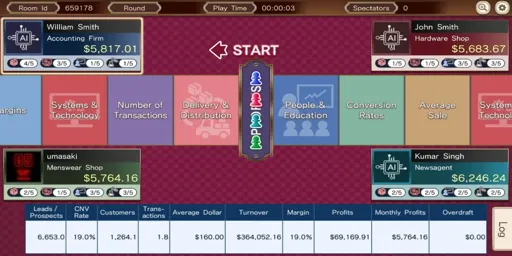 Room Id 659178 Round Play Time 00:00:03 Spectators 0
William Smith
Accounting Firm
$5,817.01
4/5 3/5 1/5 1/5
John Smith
Hardware Shop
$5,683.67
1/5 3/5 3/5 2/5
START
argins
Systems & Technology
Number of Transactions
Delivery & Distribution
People & Education
Conversion Rates
Average Sale
System
Technolo
umasaki
Menswear Shop
$5,764.16
3/5 1/5 3/5 3/5
Kumar Singh
Newsagent
$6,246.24
2/5 2/5 2/5 2/5
Leads / Prospects CNV Rate Customers Trans-actions Average Dollar Turnover Margin Profits Monthly Profits Overdraft
6,653.0 19.0% 1,264.1 1.8 $160.00 $364,052.16 19.0% $69,169.91 $5,764.16 $0.00
Log